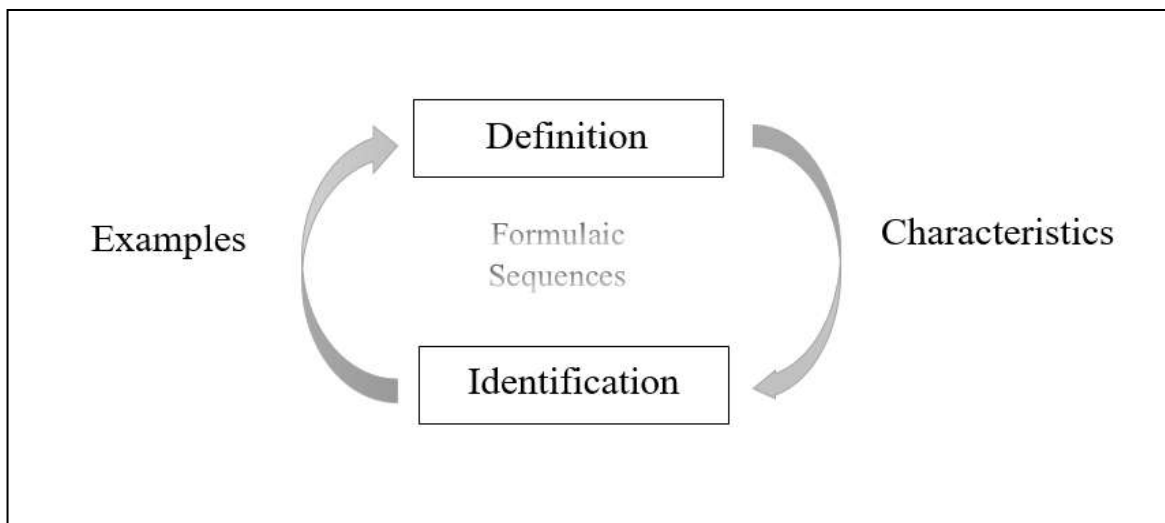 Definition
Examples
Formulaic
Sequences
Characteristics
Identification